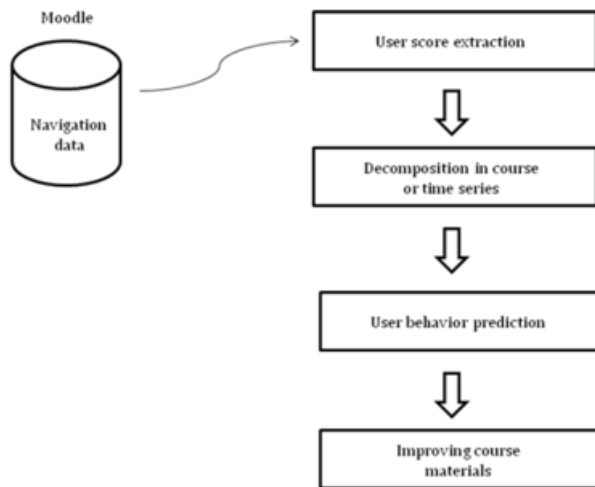 Moodle
Navigation
data
User score extraction
Decomposition in course
or time series
User behavior prediction
Improving course
materials